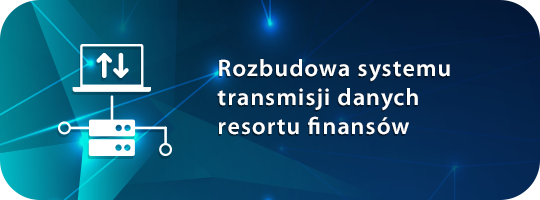 Rozbudowa systemu
transmisji danych
resortu finansów